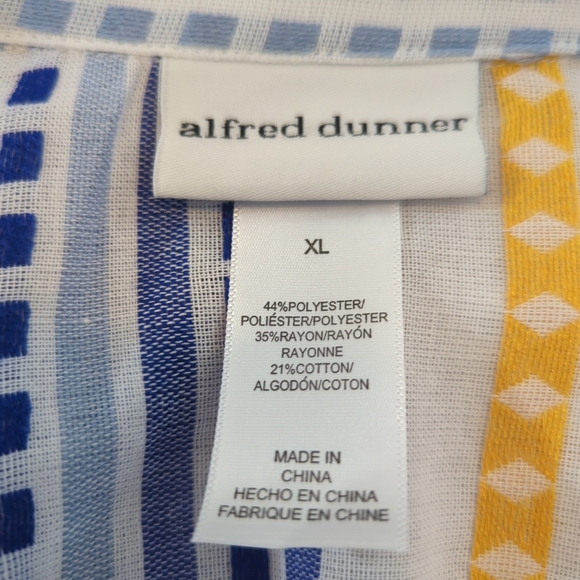 alfred dunner
XL
44%POLYESTER/
POLIÉSTER/POLYESTER
35%RAYON/RAYÓN
RAYONNE
21%COTTON/
ALGODÓN/COTON
MADE IN
CHINA
HECHO EN CHINA
FABRIQUE EN CHINE